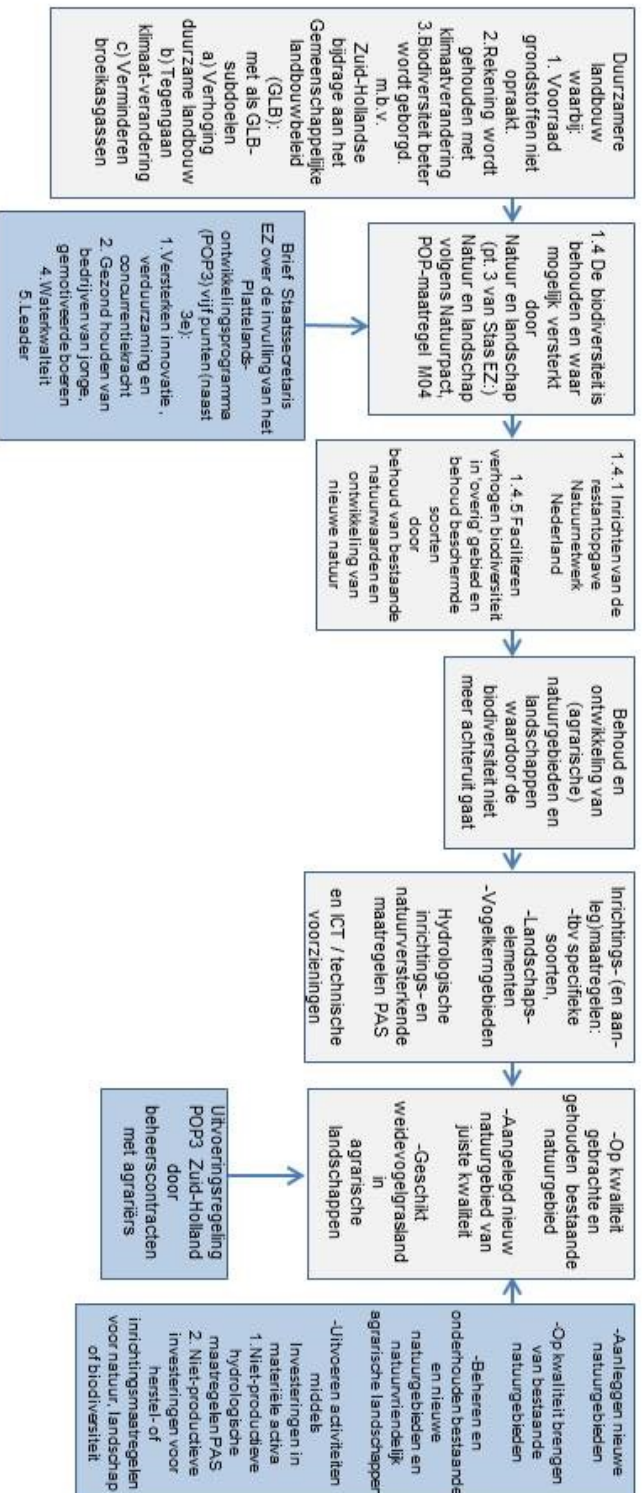 Duurzamere
landbouw
waarbij:
1. Voorraad
grondstoffen niet
opraakt.
2.Rekening wordt
gehouden met
klimaatverandering
3.Biodiversiteit beter
wordt geborgd.
m.b.v.
Zuid-Hollandse
bijdrage aan het
Gemeenschappelijke
landbouwbeleid
(GLB):
met als GLB-
subdoelen
a) Verhoging
duurzame landbouw
b) Tegengaan
klimaat-verandering
c) Verminderen
broeikasgassen
1.4 De biodiversiteit is
behouden en waar
mogelijk versterkt
door
Natuur en landschap
(pt. 3 van Stas EZ:)
Natuur en landschap
volgens Natuurpact,
POP-maatregel M04
Brief Staatssecretaris
EZ over de invulling van het
Plattelands-
ontwikkelingsprogramma
(POP3) vijf punten (naast
3e):
1.Versterken innovatie ,
verduurzaming en
concurrentiekracht
2. Gezond houden van
bedrijven van jonge,
gemotiveerde boeren
4.Waterkwaliteit
5.Leader
1.4.1 Inrichten van de
restantopgave
Natuurnetwerk
Nederland
1.4.5 Faciliteren
verhogen biodiversiteit
in 'overig' gebied en
behoud beschermde
soorten
door
behoud van bestaande
natuurwaarden en
ontwikkeling van
nieuwe natuur
Behoud en
ontwikkeling van
(agrarische)
natuurgebieden en
landschappen
waardoor de
biodiversiteit niet
meer achteruit gaat
Inrichtings- (en aan-
leg)maatregelen:
-tbv specifieke
soorten,
-Landschaps-
elementen
-Vogelkerngebieden
Hydrologische
inrichtings- en
natuurversterkende
maatregelen PAS
en ICT / technische
voorzieningen
-Op kwaliteit
gebrachte en
gehouden bestaande
natuurgebied
-Aangelegd nieuw
natuurgebied van
juiste kwaliteit
-Geschikt
weidevogelgrasland
in
agrarische
landschappen
Uitvoeringsregeling
POP3 Zuid-Holland
door
beheerscontracten
met agrariërs
-Aanleggen nieuwe
natuurgebieden
-Op kwaliteit brengen
van bestaande
natuurgebieden
-Beheren en
onderhouden bestaande
en nieuwe
natuurgebieden en
natuurvriendelijk
agrarische landschappen
-Uitvoeren activiteiten
middels
Investeringen in
materiële activa
1.Niet-productieve
hydrologische
maatregelen PAS
2. Niet-productieve
investeringen voor
herstel- of
inrichtingsmaatregelen
voor natuur, landschap
of biodiversiteit